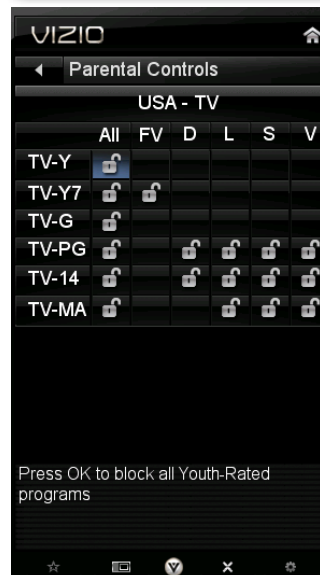 VIZIO
Parental Controls
USA - TV
All FV D L S V
TV-Y
TV-Y7
TV-G
TV-PG
TV-14
TV-MA
Press OK to block all Youth-Rated
programs
V